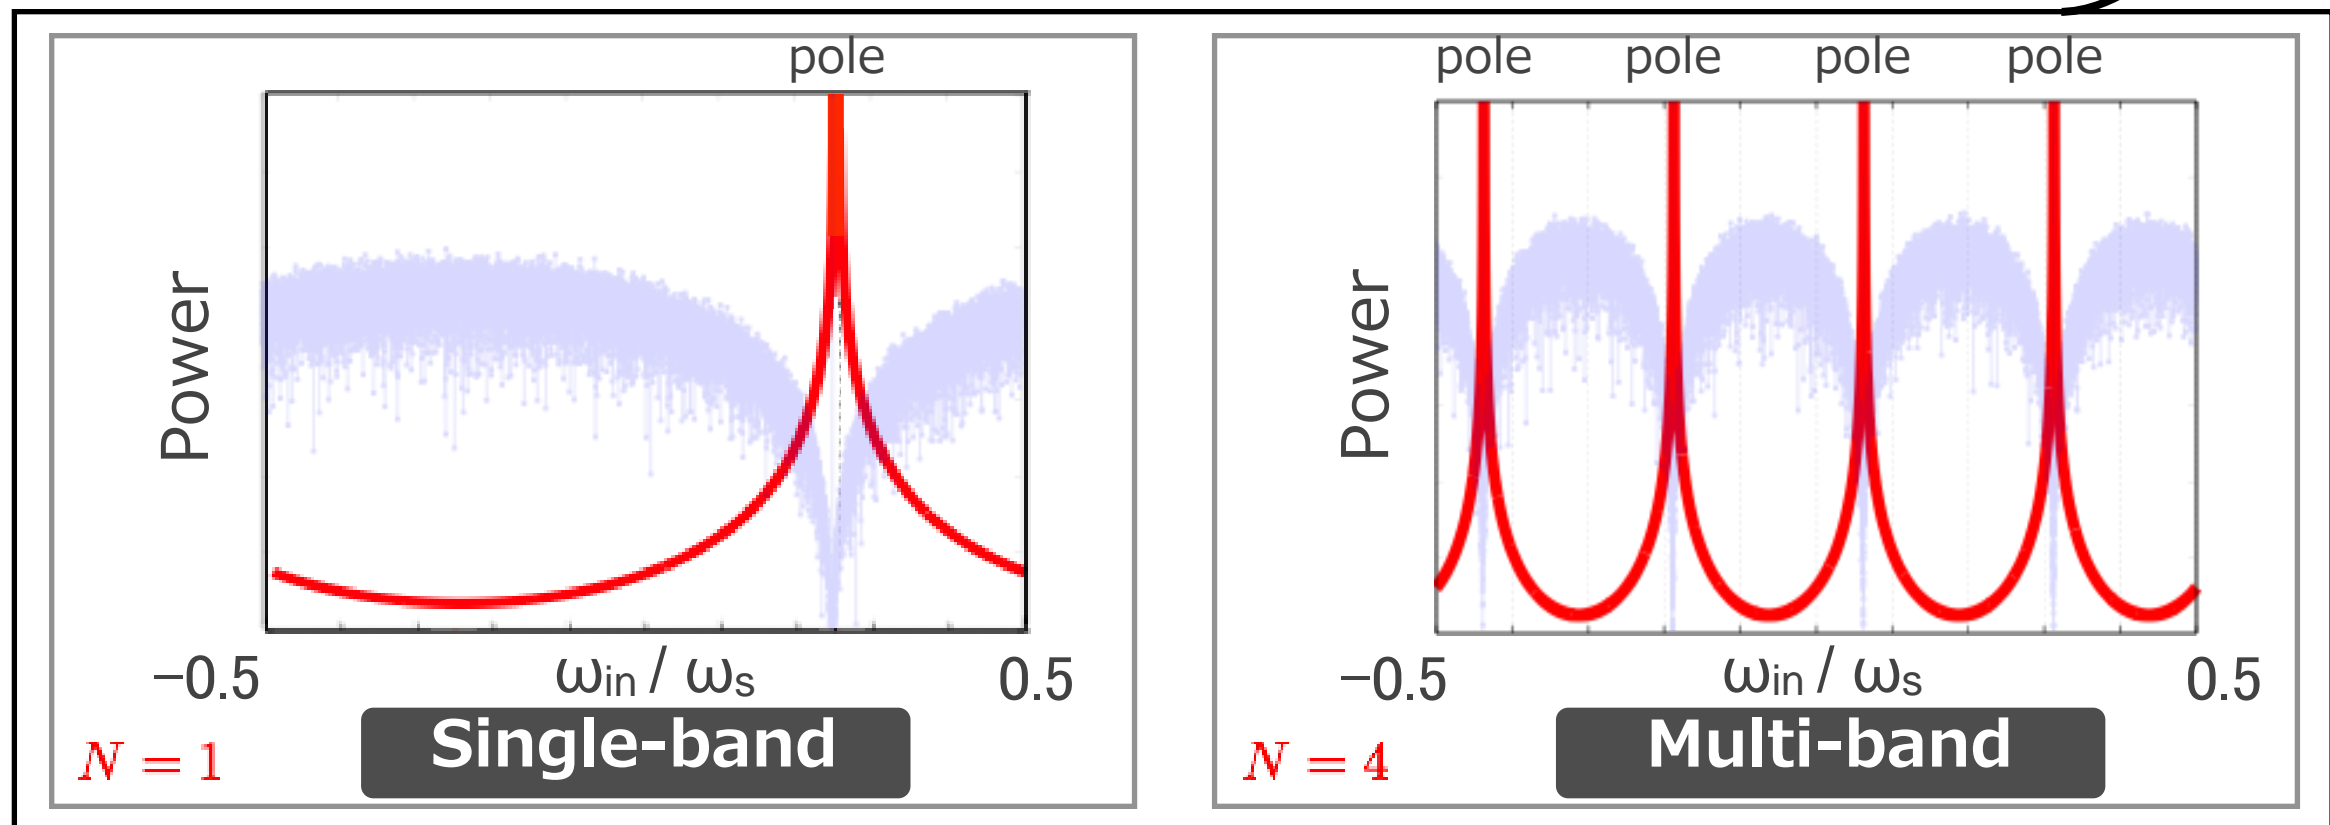 pole
Power
−0.5 ωin / ωs 0.5
N = 1
Single-band
pole pole pole pole
Power
−0.5 ωin / ωs 0.5
N = 4
Multi-band